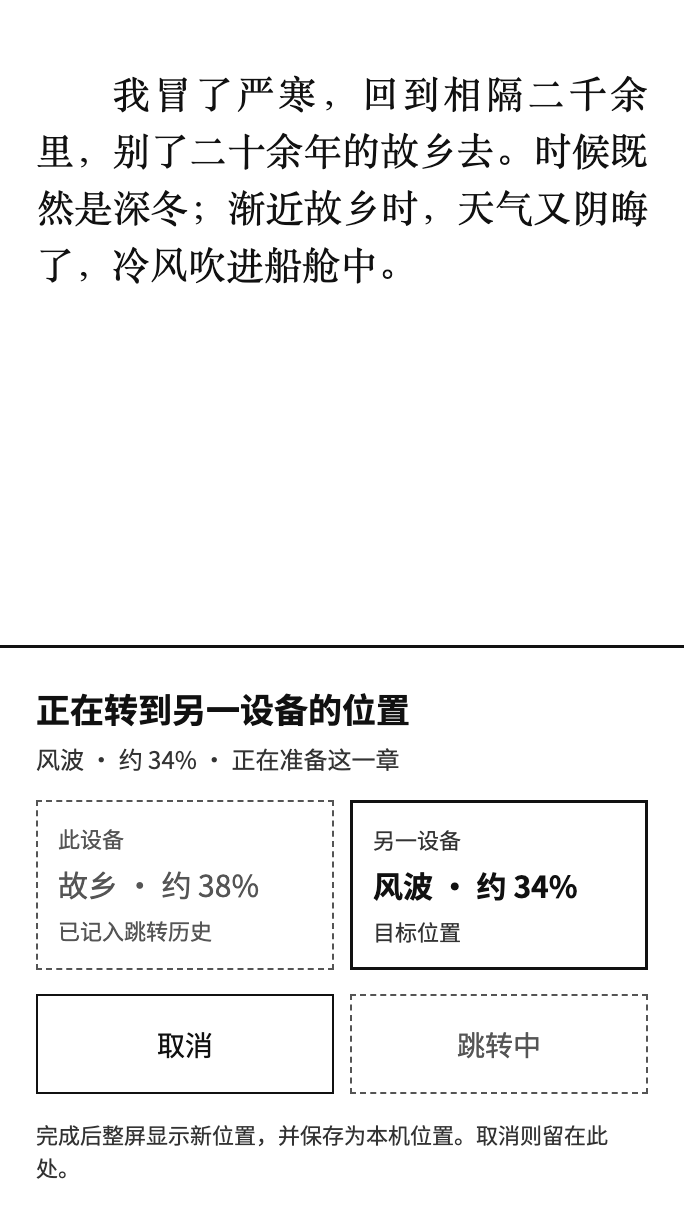 我冒了严寒，回到相隔二千余
里，别了二十余年的故乡去。时候既
然是深冬；渐近故乡时，天气又阴晦
了，冷风吹进船舱中。
正在转到另一设备的位置
风波 • 约 34% • 正在准备这一章
此设备
故乡 • 约 38%
已记入跳转历史
另一设备
风波 • 约 34%
目标位置
取消
跳转中
完成后整屏显示新位置，并保存为本机位置。取消则留在此
处。